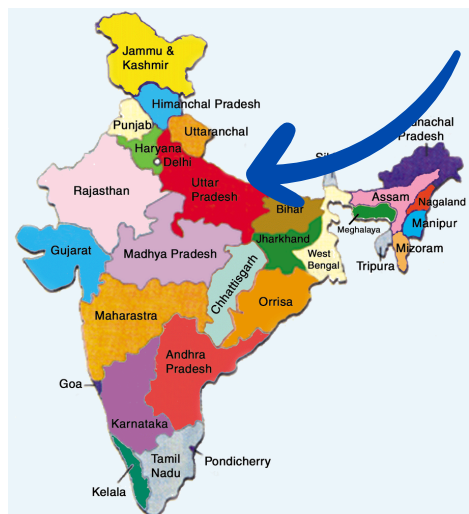 Jammu &
Kashmir
Himanchal Pradesh
Punjab
Uttaranchal
Haryana
Delhi
Pradesh
Rajasthan
Uttar
Pradesh
Assam
Nagaland
Bihar
Manipur
Meghalaya
Gujarat
Madhya Pradesh
Jharkhand
West
Bengal
Mizoram
Tripura
Chhattisgarh
Orrisa
Maharastra
Andhra
Pradesh
Goa
Karnataka
Tamil
Nadu
Pondicherry
Kelala